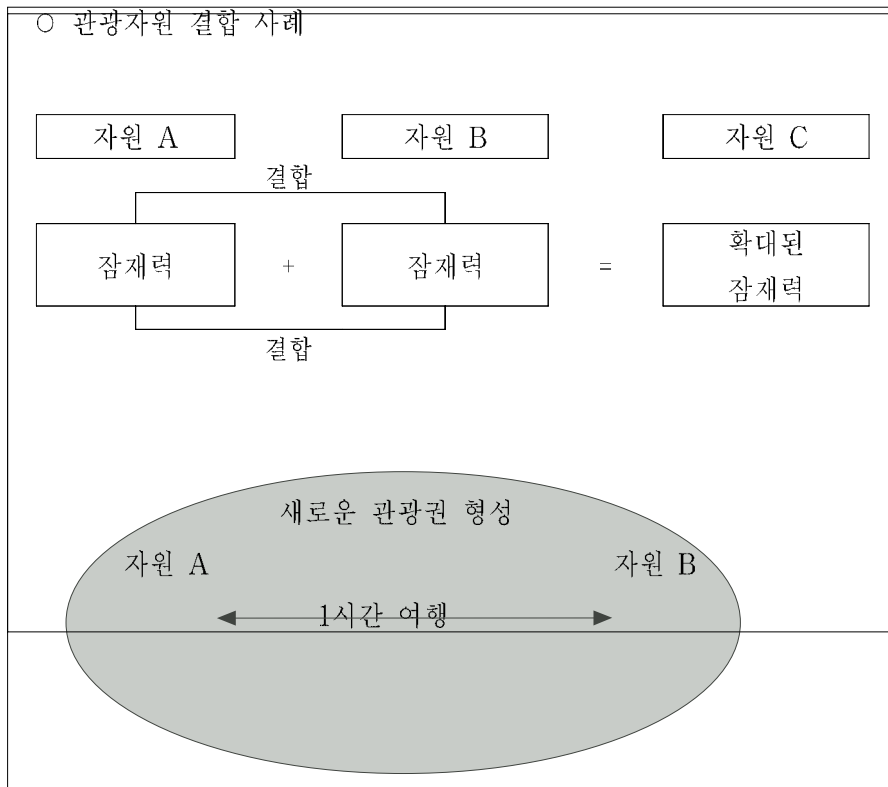 ○ 관광자원 결합 사례
자원 A 자원 B 자원 C
결합
잠재력 + 잠재력 = 확대된 잠재력
결합
새로운 관광권 형성
자원 A 자원 B
1시간 여행